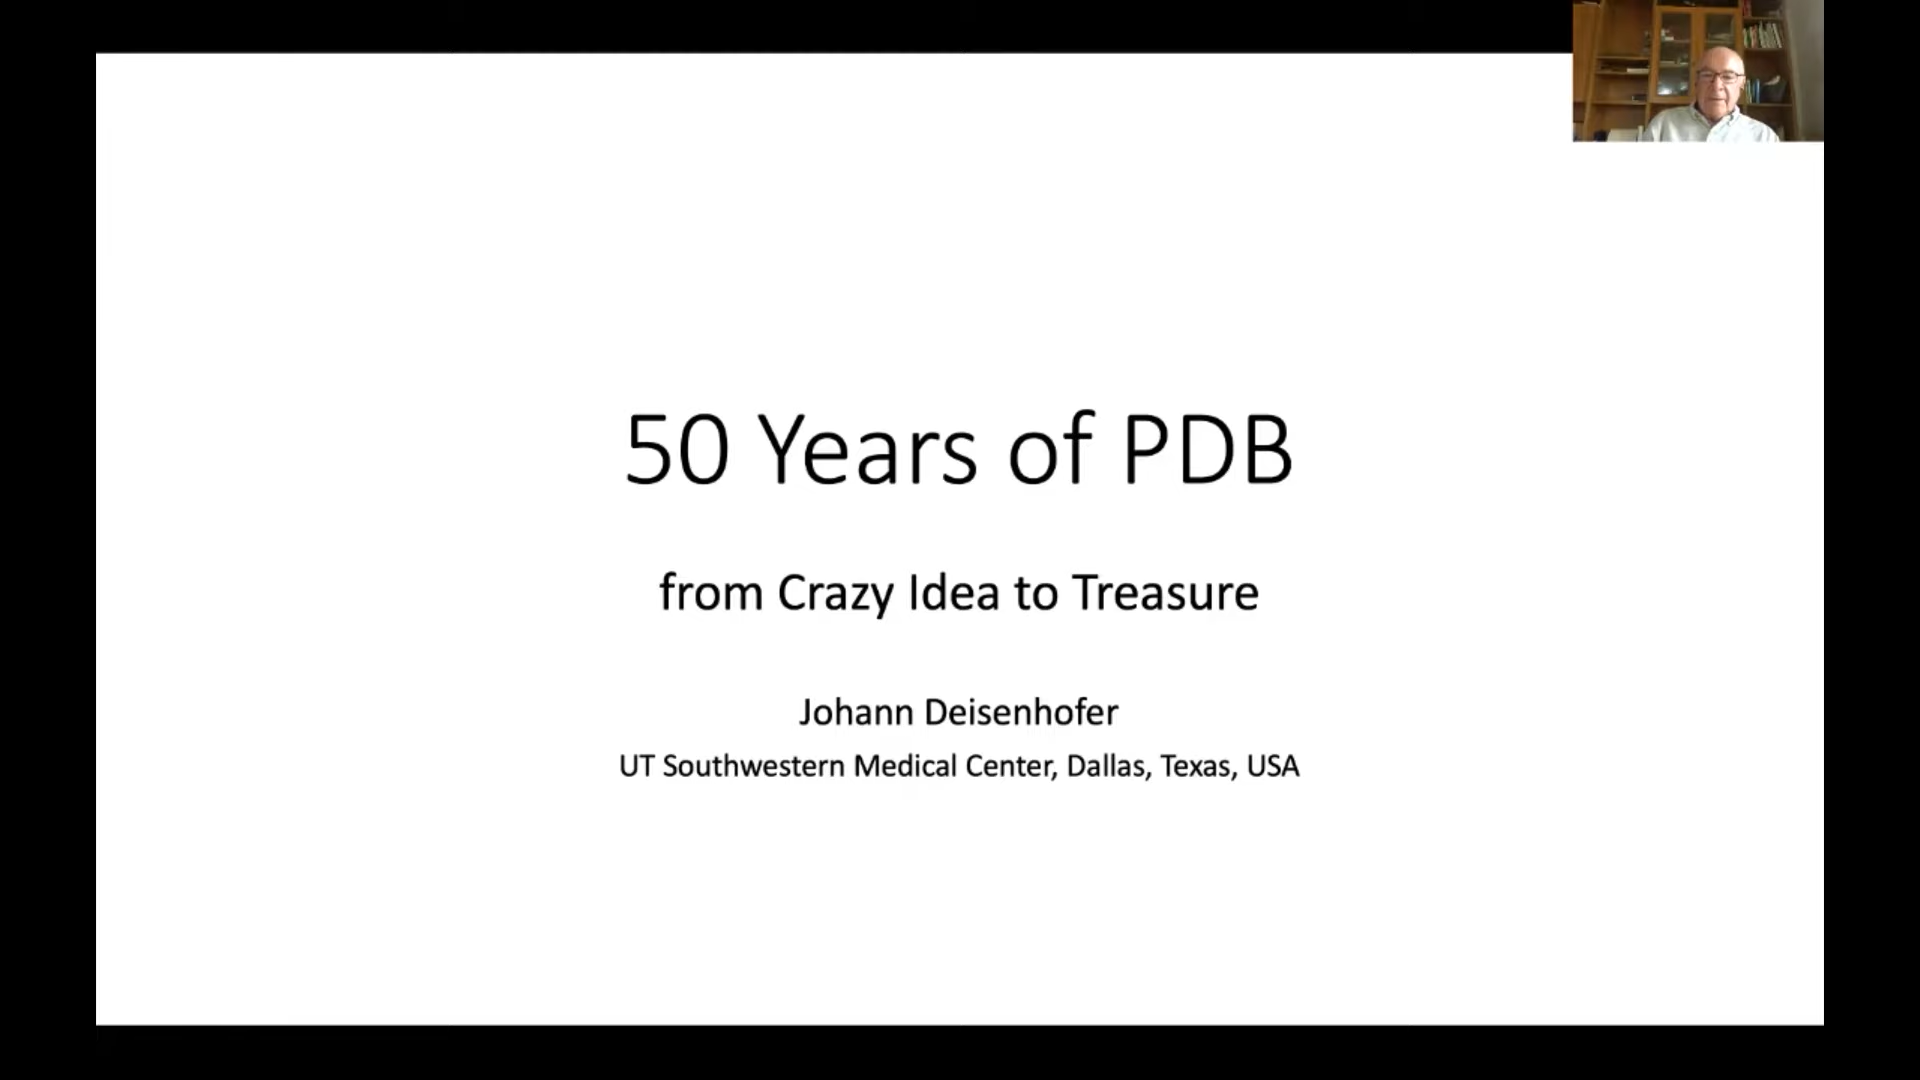 50 Years of PDB
from Crazy Idea to Treasure
Johann Deisenhofer
UT Southwestern Medical Center, Dallas, Texas, USA